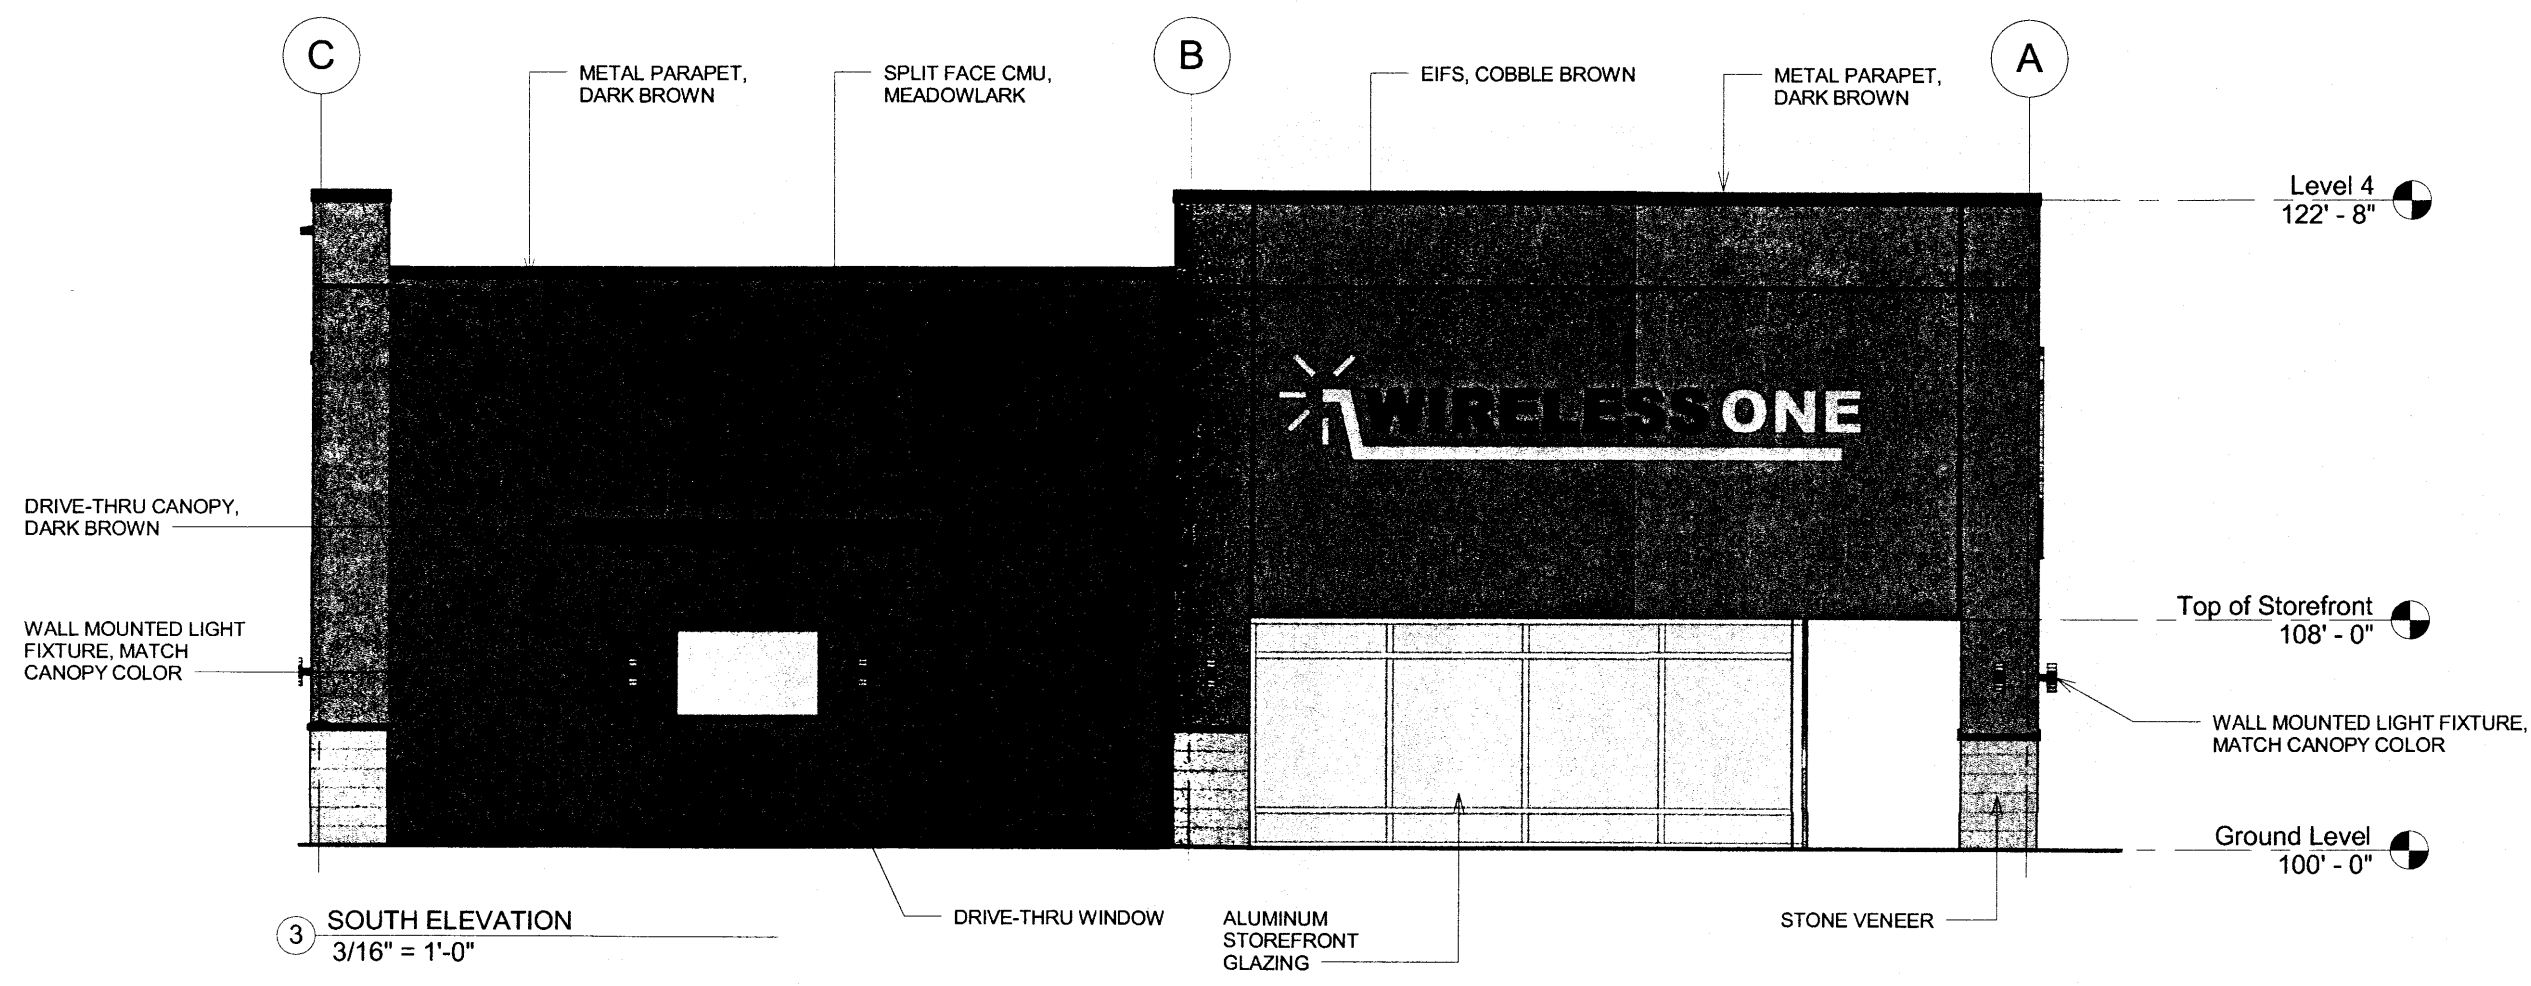 C
B
A
METAL PARAPET,
DARK BROWN
SPLIT FACE CMU,
MEADOWLARK
EIFS, COBBLE BROWN
METAL PARAPET,
DARK BROWN
Level 4
122' - 8"
WIRELESS ONE
DRIVE-THRU CANOPY,
DARK BROWN
WALL MOUNTED LIGHT
FIXTURE, MATCH
CANOPY COLOR
Top of Storefront
108' - 0"
WALL MOUNTED LIGHT FIXTURE,
MATCH CANOPY COLOR
Ground Level
100' - 0"
3 SOUTH ELEVATION
3/16" = 1'-0"
DRIVE-THRU WINDOW
ALUMINUM
STOREFRONT
GLAZING
STONE VENEER